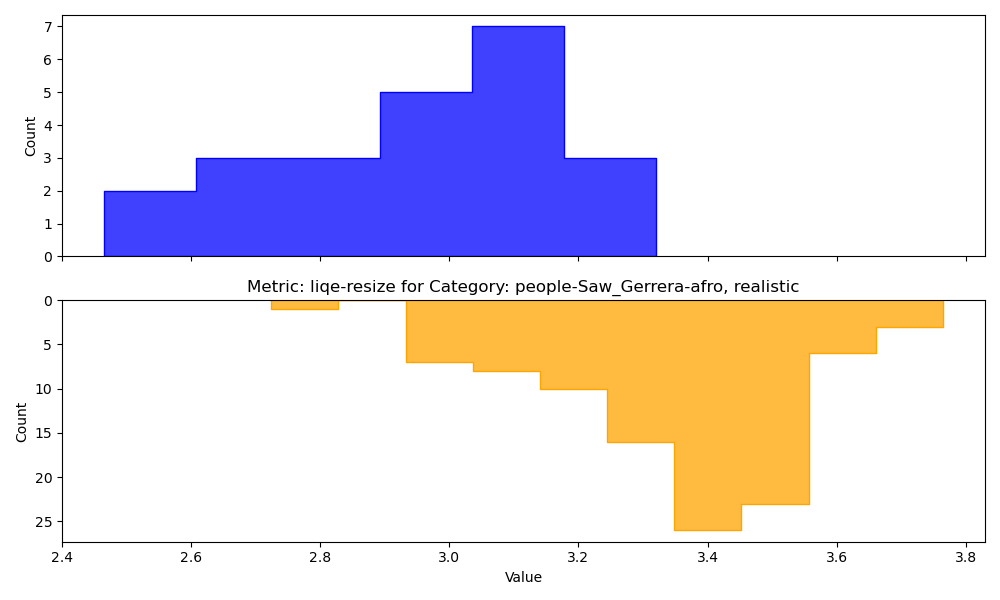 7
6
5
4
3
2
1
0
Count
Metric: liqe-resize for Category: people-Saw_Gerrera-afro, realistic
0
5
10
15
20
25
Count
2.4 2.6 2.8 3.0 3.2 3.4 3.6 3.8
Value